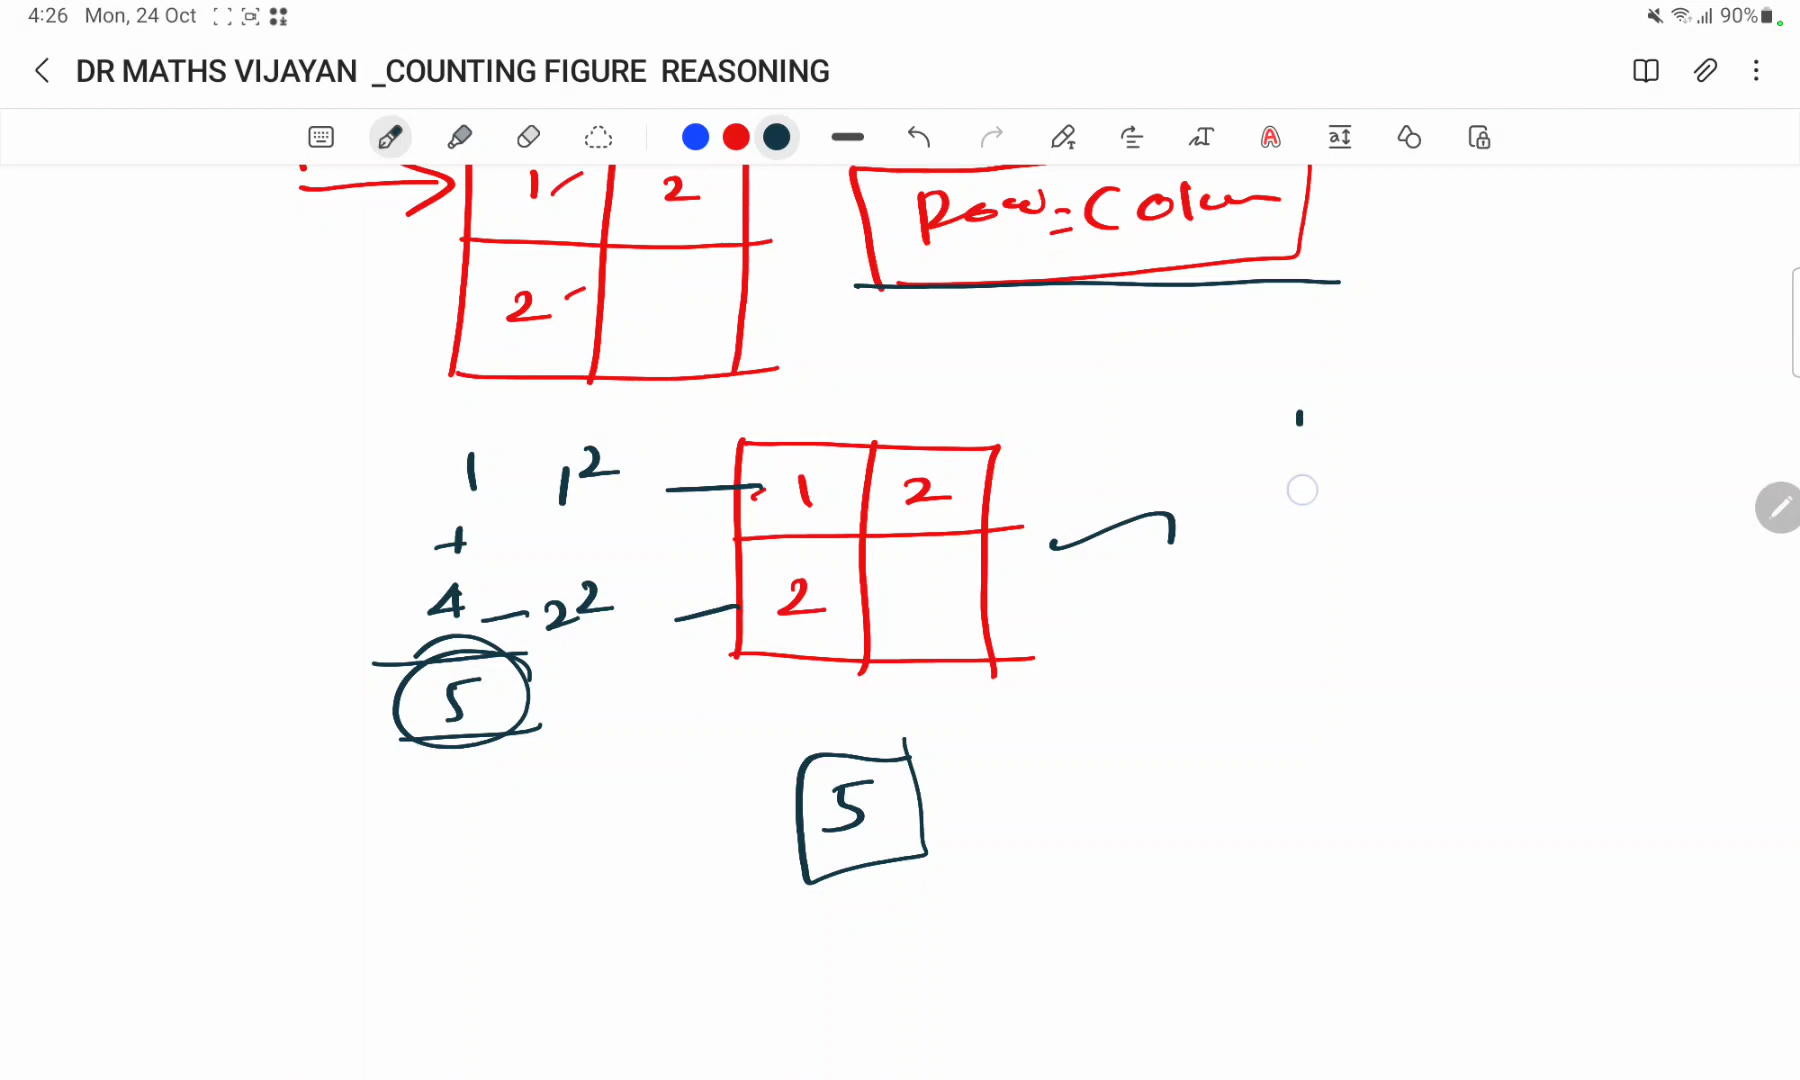 4:26 Mon, 24 Oct
90%
DR MATHS VIJAYAN _COUNTING FIGURE REASONING
1 2
Row = Colum
2
1 1² 1 2
+
4 - 2² 2
5
5